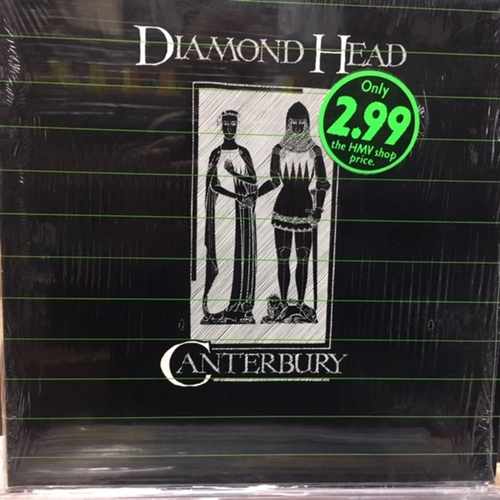 DIAMOND HEAD
Only
2.99
the HMV shop
price.
CANTERBURY